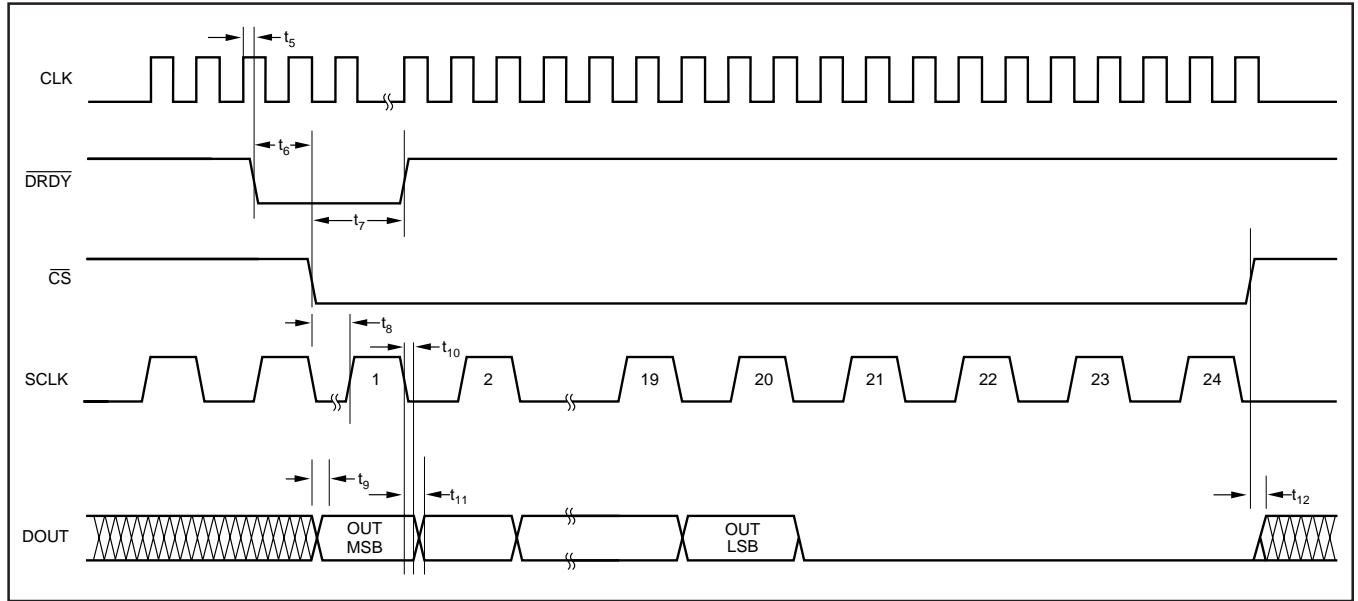 t5
CLK
t6
DRDY
t7
CS
t8
t10
SCLK
1
2
19
20
21
22
23
24
t9
t11
t12
DOUT
OUT
MSB
OUT
LSB